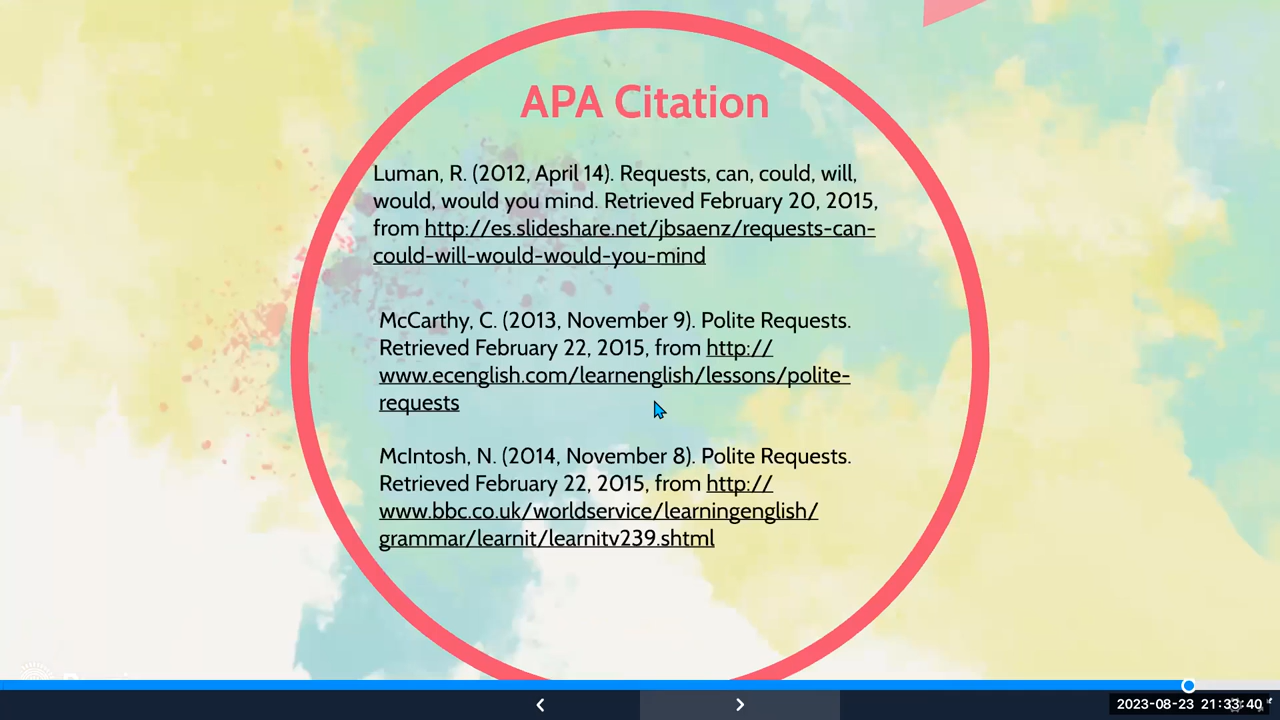 APA Citation
Luman, R. (2012, April 14). Requests, can, could, will,
would, would you mind. Retrieved February 20, 2015,
from http://es.slideshare.net/jbsaenz/requests-can-
could-will-would-would-you-mind
McCarthy, C. (2013, November 9). Polite Requests.
Retrieved February 22, 2015, from http://
www.ecenglish.com/learnenglish/lessons/polite-
requests
McIntosh, N. (2014, November 8). Polite Requests.
Retrieved February 22, 2015, from http://
www.bbc.co.uk/worldservice/learningenglish/
grammar/learnit/learnitv239.shtml
2023-08-23 21:33:40